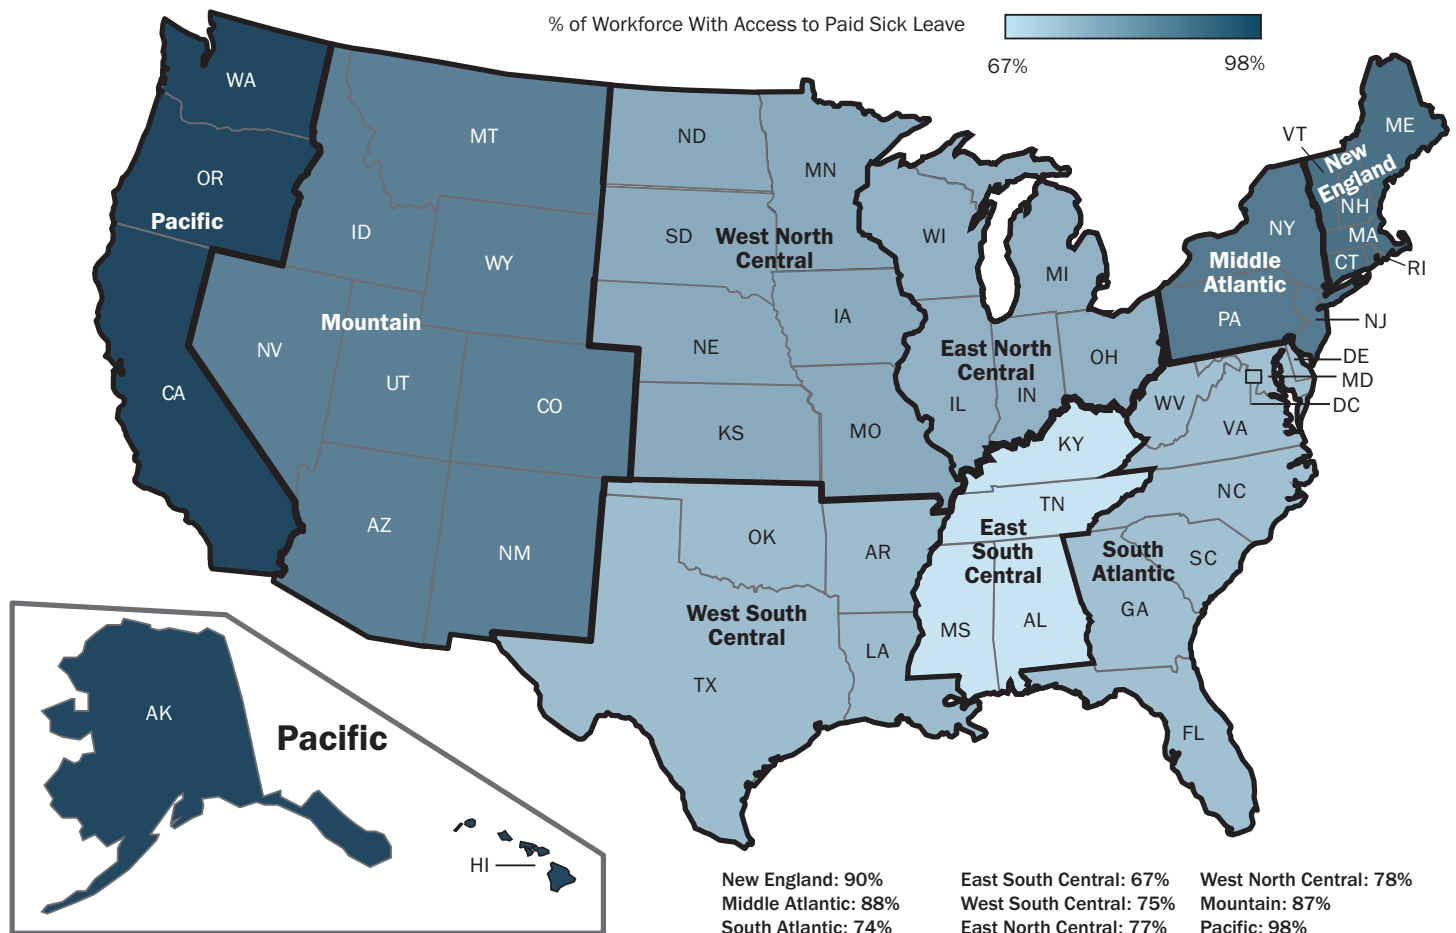 % of Workforce With Access to Paid Sick Leave
67%
98%
WA
OR
Pacific
CA
MT
ID
WY
Mountain
NV
UT
CO
AZ
NM
ND
MN
SD
West North
Central
IA
NE
KS
MO
WI
MI
East North
Central
IL
IN
OH
OK
AR
West South
Central
TX
LA
KY
TN
East
South
Central
MS
AL
WV
VA
NC
South
Atlantic
SC
GA
FL
DE
MD
DC
NY
Middle
Atlantic
PA
NJ
VT
ME
New
England
NH
MA
CT
RI
AK
Pacific
HI
New England: 90%
Middle Atlantic: 88%
South Atlantic: 74%
East South Central: 67%
West South Central: 75%
East North Central: 77%
West North Central: 78%
Mountain: 87%
Pacific: 98%